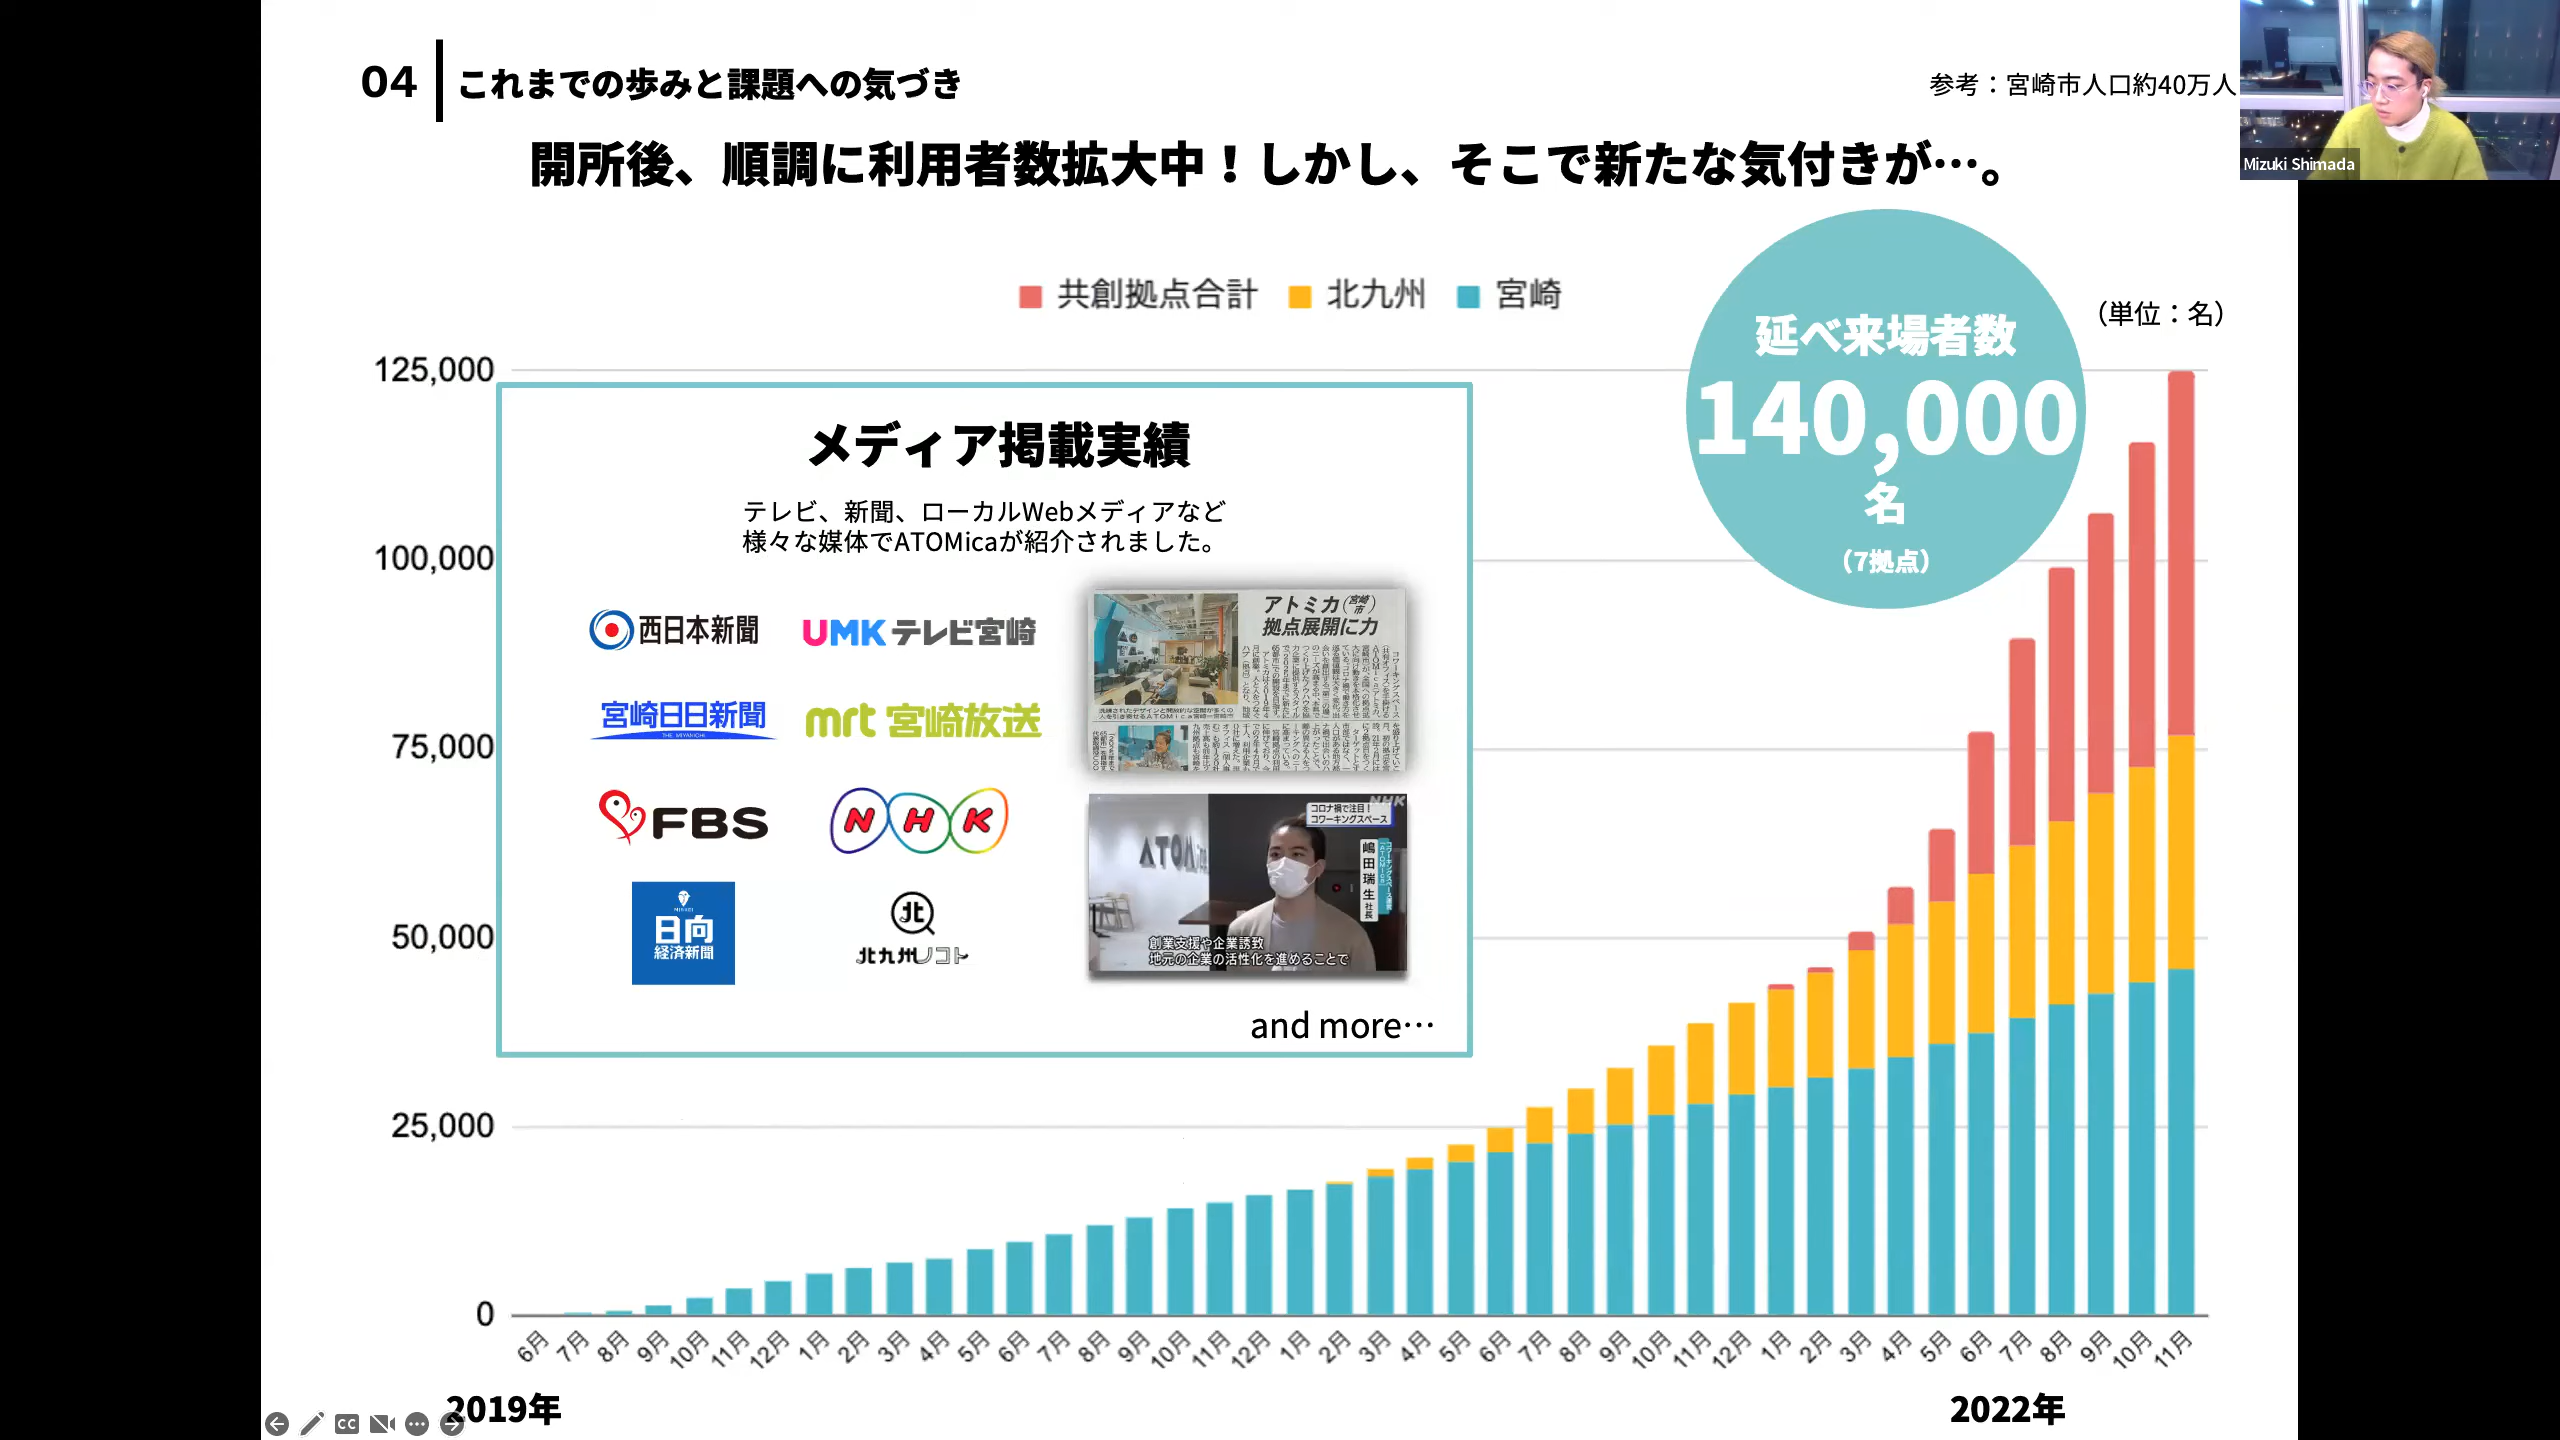 04
これまでの歩みと課題への気づき
参考：宮崎市人口約40万人
Mizuki Shimada
開所後、順調に利用者数拡大中！しかし、そこで新たな気付きが…。
共創拠点合計
北九州
宮崎
延べ来場者数
140,000
名
（7拠点）
（単位：名）
125,000
100,000
75,000
50,000
25,000
0
メディア掲載実績
テレビ、新聞、ローカルWebメディアなど
様々な媒体でATOMicaが紹介されました。
西日本新聞
UMK テレビ宮崎
宮崎日日新聞
mrt 宮崎放送
FBS
NHK
日向
経済新聞
北
北九州ノコト
アトミカ（宮崎市）
拠点展開に力
NHK
コロナ禍で注目！
コワーキングスペース
嶋田瑞生 社長
創業支援や企業誘致
地元の企業の活性化を進めることで
and more…
6月 7月 8月 9月 10月 11月 12月 1月 2月 3月 4月 5月 6月 7月 8月 9月 10月 11月 12月 1月 2月 3月 4月 5月 6月 7月 8月 9月 10月 11月 12月 1月 2月 3月 4月 5月 6月 7月 8月 9月 10月 11月
2019年
2022年
CC